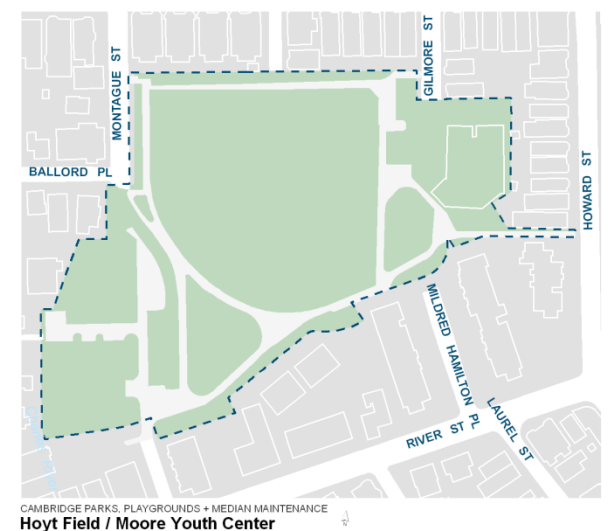 MONTAGUE ST
GILMORE ST
BALLORD PL
HOWARD ST
MILDRED HAMILTON PL
LAUREL ST
RIVER ST
CAMBRIDGE PARKS, PLAYGROUNDS + MEDIAN MAINTENANCE
Hoyt Field / Moore Youth Center